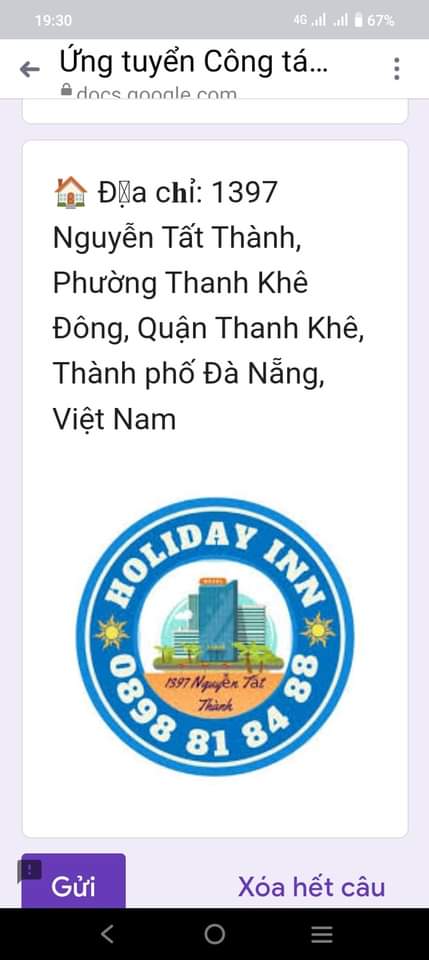 19:30
4G
67%
Ứng tuyển Công tá...
docs.google.com
Địa chỉ: 1397
Nguyễn Tất Thành,
Phường Thanh Khê
Đông, Quận Thanh Khê,
Thành phố Đà Nẵng,
Việt Nam
HOLIDAY INN
HOTEL
1397 Nguyễn Tất
Thành
0898 81 84 88
Gửi
Xóa hết câu